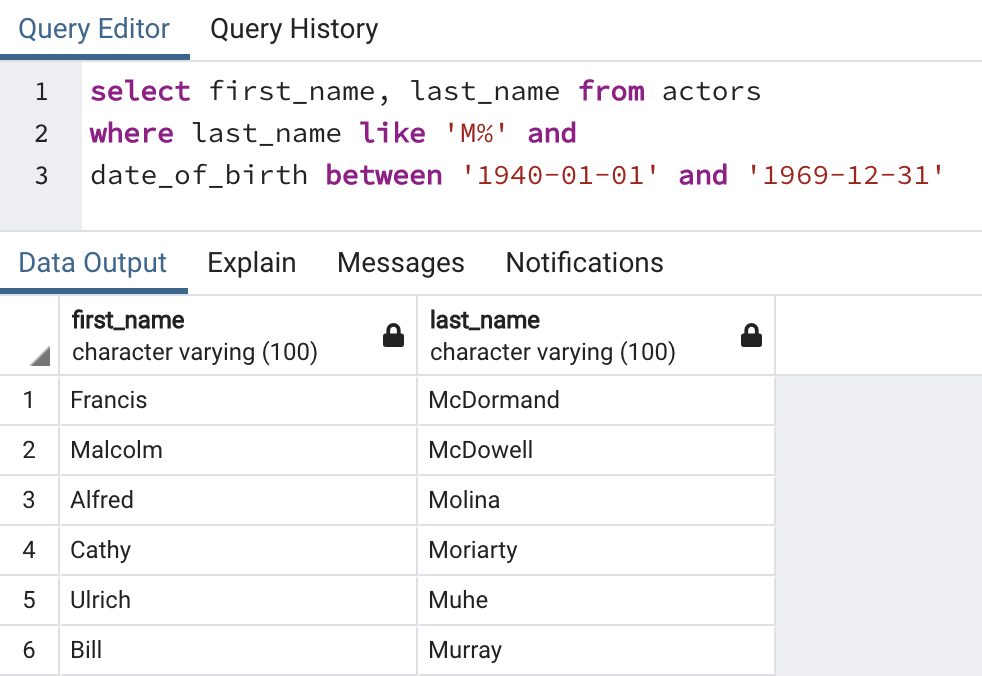 Query Editor Query History
1 select first_name, last_name from actors
2 where last_name like 'M%' and
3 date_of_birth between '1940-01-01' and '1969-12-31'
Data Output Explain Messages Notifications
first_name last_name
character varying (100) character varying (100)
1 Francis McDormand
2 Malcolm McDowell
3 Alfred Molina
4 Cathy Moriarty
5 Ulrich Muhe
6 Bill Murray